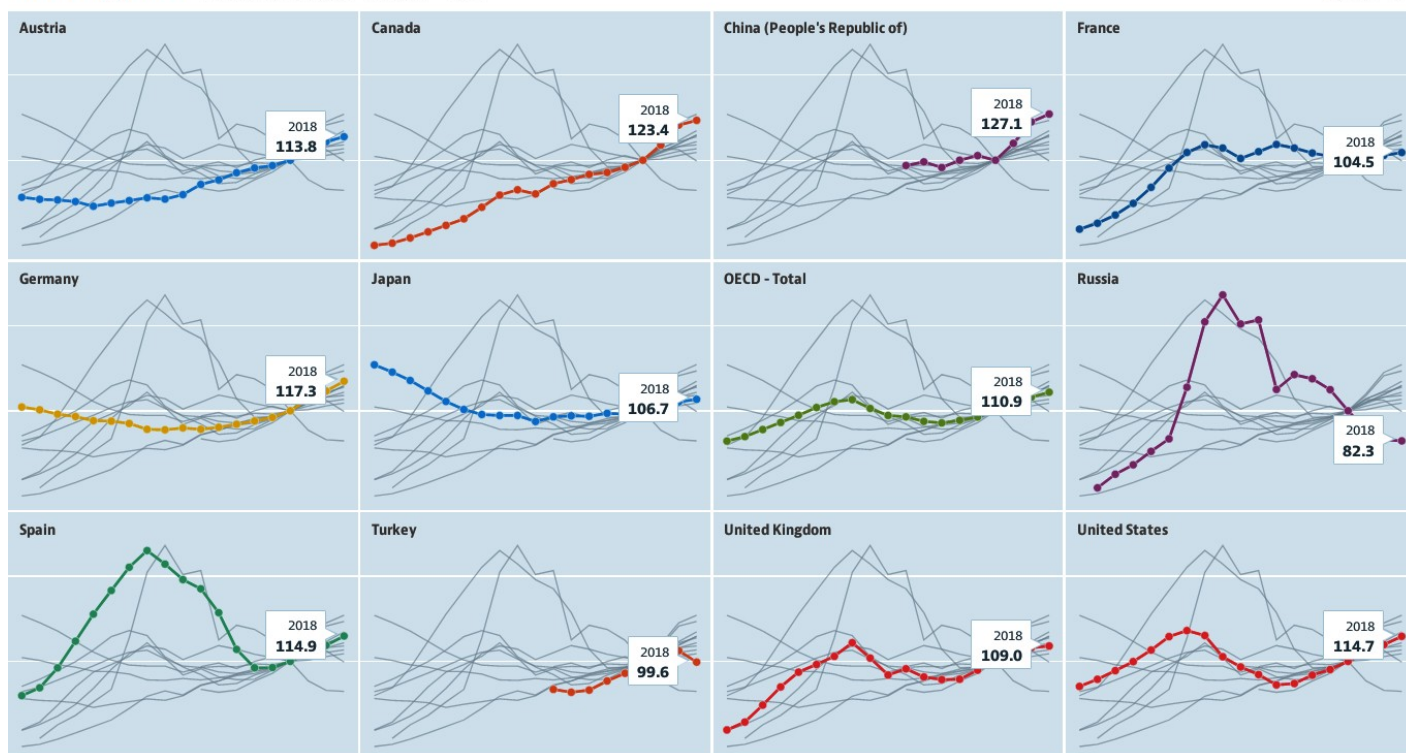 Austria
2018
113.8
Canada
2018
123.4
China (People's Republic of)
2018
127.1
France
2018
104.5
Germany
2018
117.3
Japan
2018
106.7
OECD - Total
2018
110.9
Russia
2018
82.3
Spain
2018
114.9
Turkey
2018
99.6
United Kingdom
2018
109.0
United States
2018
114.7